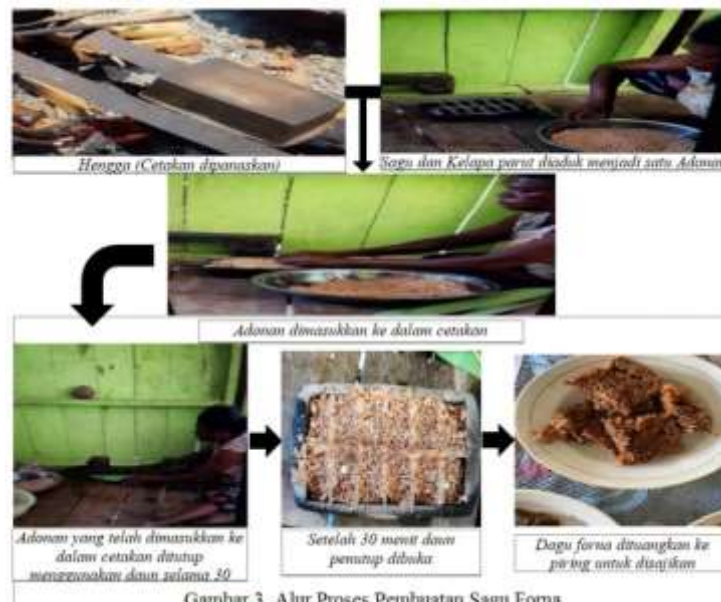 Hengga (Cetakan dipanaskan)
Sagu dan Kelapa parut diaduk menjadi satu Adonan
Adonan dimasukkan ke dalam cetakan
Adonan yang telah dimasukkan ke
dalam cetakan ditutup
menggunakan daun selama 30
Setelah 30 menit daun
penutup dibuka
Dagu forna dituangkan ke
piring untuk disajikan
Gambar 3. Alur Proses Pembuatan Sagu Forna